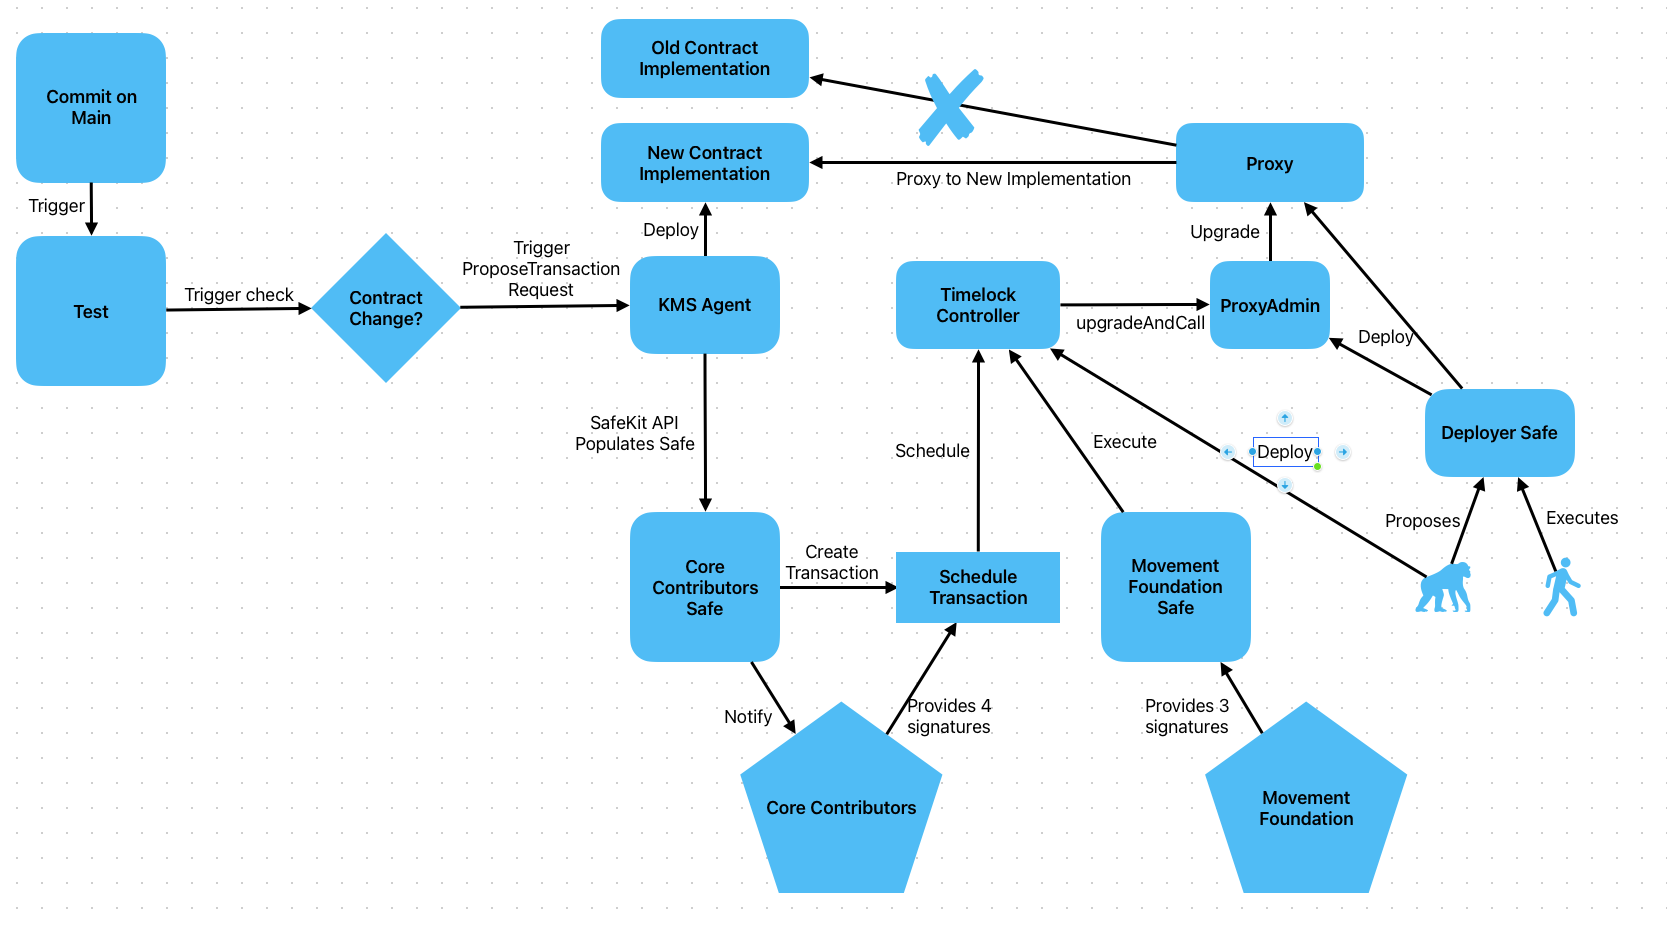 Old Contract
Implementation
Commit on
Main
New Contract
Implementation
Proxy
Proxy to New Implementation
Trigger
Deploy
Upgrade
Trigger
ProposeTransaction
Request
Test
Trigger check
Contract
Change?
KMS Agent
Timelock
Controller
upgradeAndCall
ProxyAdmin
Deploy
SafeKit API
Populates Safe
Schedule
Execute
Deploy
Deployer Safe
Proposes
Executes
Core
Contributors
Safe
Create
Transaction
Schedule
Transaction
Movement
Foundation
Safe
Notify
Provides 4
signatures
Provides 3
signatures
Core Contributors
Movement
Foundation